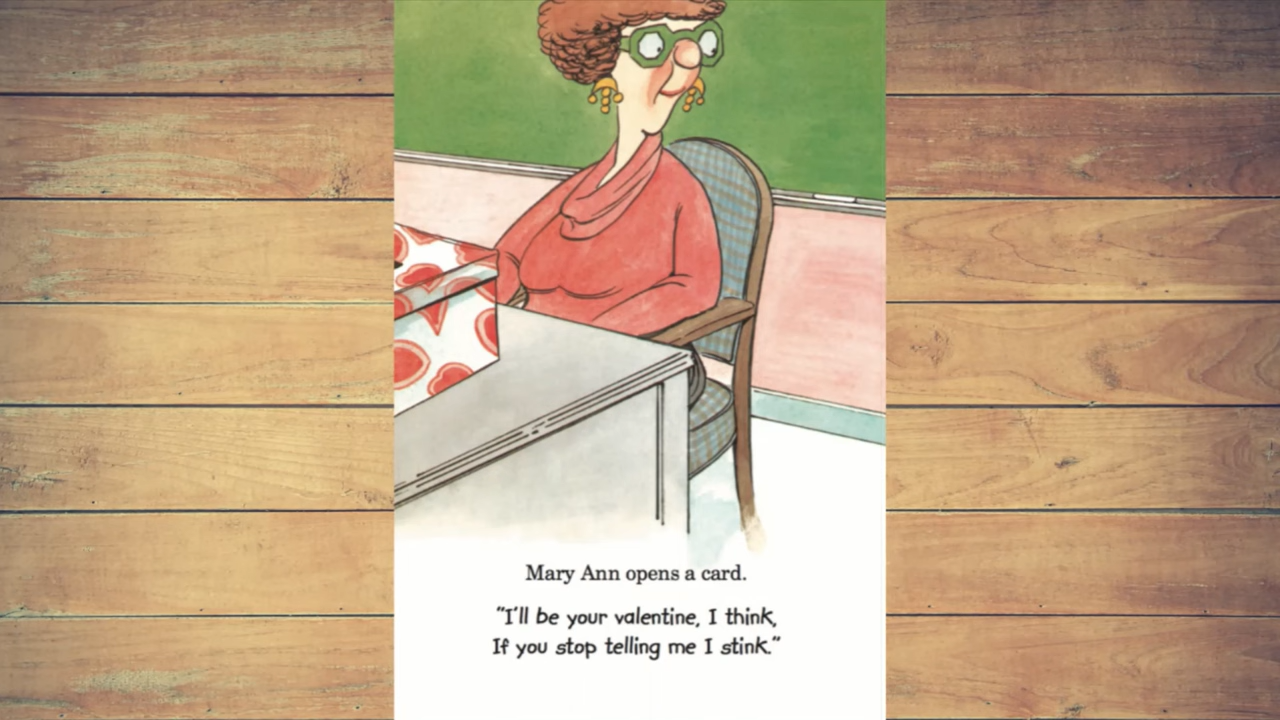 Mary Ann opens a card.
"I'll be your valentine, I think,
If you stop telling me I stink."